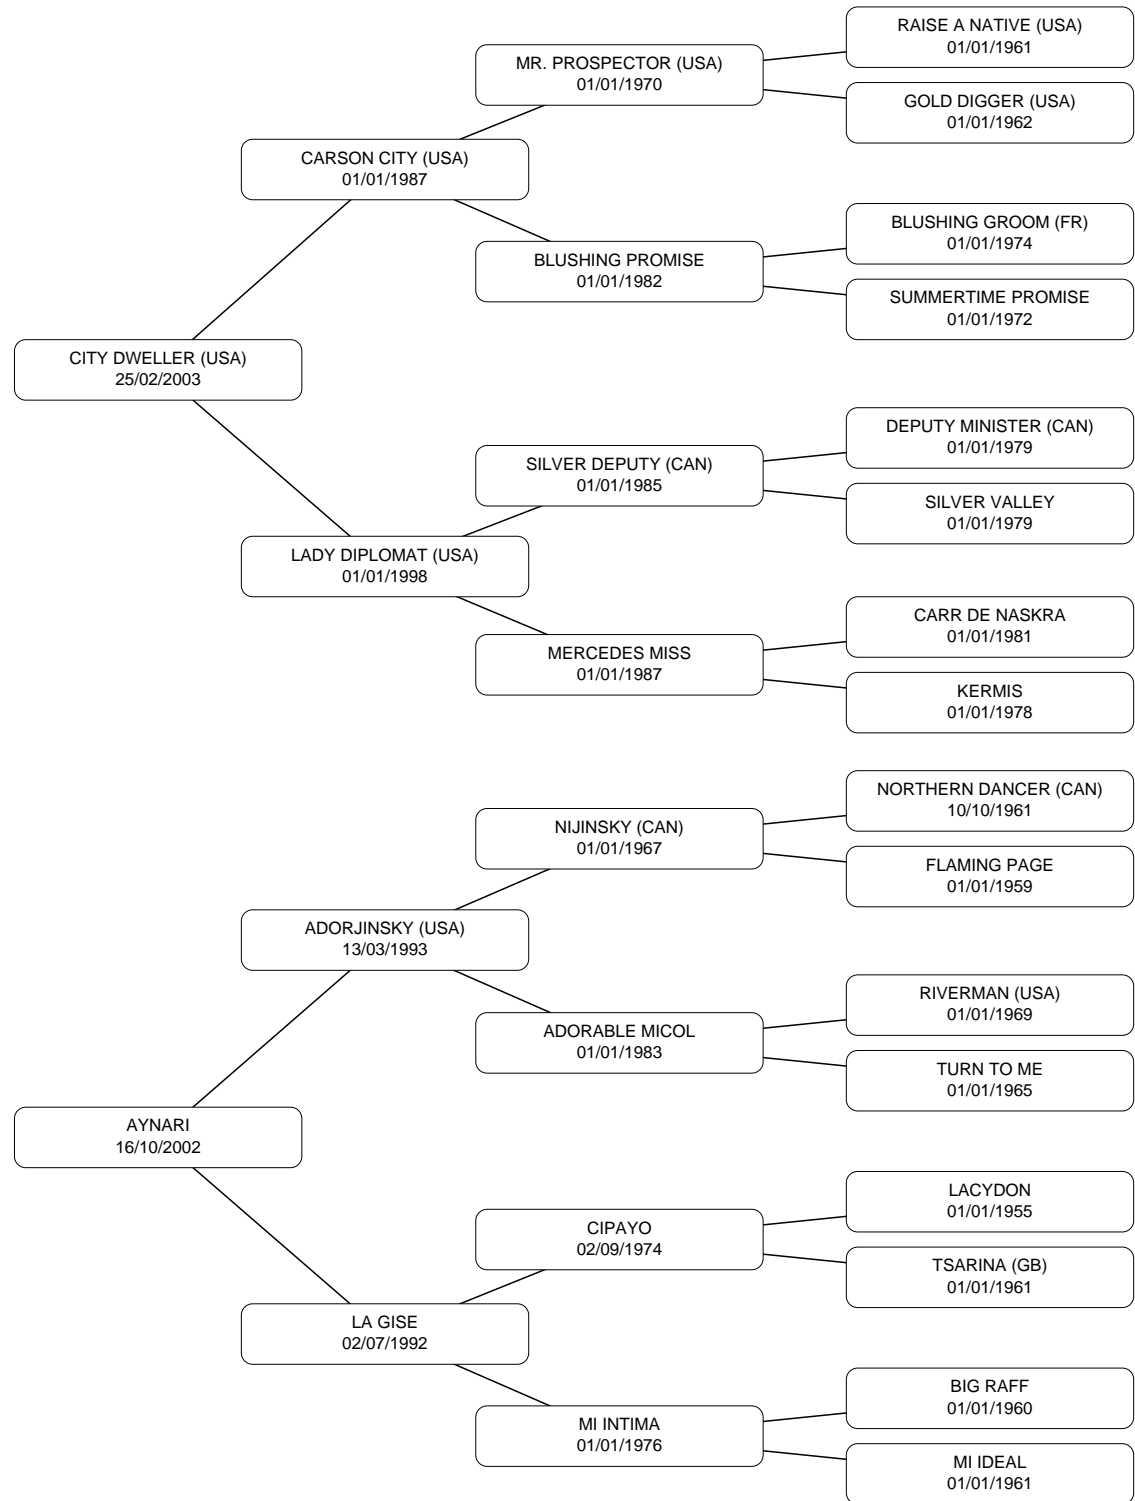 RAISE A NATIVE (USA)
01/01/1961
MR. PROSPECTOR (USA)
01/01/1970
GOLD DIGGER (USA)
01/01/1962
CARSON CITY (USA)
01/01/1987
BLUSHING GROOM (FR)
01/01/1974
BLUSHING PROMISE
01/01/1982
SUMMERTIME PROMISE
01/01/1972
CITY DWELLER (USA)
25/02/2003
DEPUTY MINISTER (CAN)
01/01/1979
SILVER DEPUTY (CAN)
01/01/1985
SILVER VALLEY
01/01/1979
LADY DIPLOMAT (USA)
01/01/1998
CARR DE NASKRA
01/01/1981
MERCEDES MISS
01/01/1987
KERMIS
01/01/1978
NORTHERN DANCER (CAN)
10/10/1961
NIJINSKY (CAN)
01/01/1967
FLAMING PAGE
01/01/1959
ADORJINSKY (USA)
13/03/1993
RIVERMAN (USA)
01/01/1969
ADORABLE MICOL
01/01/1983
TURN TO ME
01/01/1965
AYNARI
16/10/2002
LACYDON
01/01/1955
CIPAYO
02/09/1974
TSARINA (GB)
01/01/1961
LA GISE
02/07/1992
BIG RAFF
01/01/1960
MI INTIMA
01/01/1976
MI IDEAL
01/01/1961